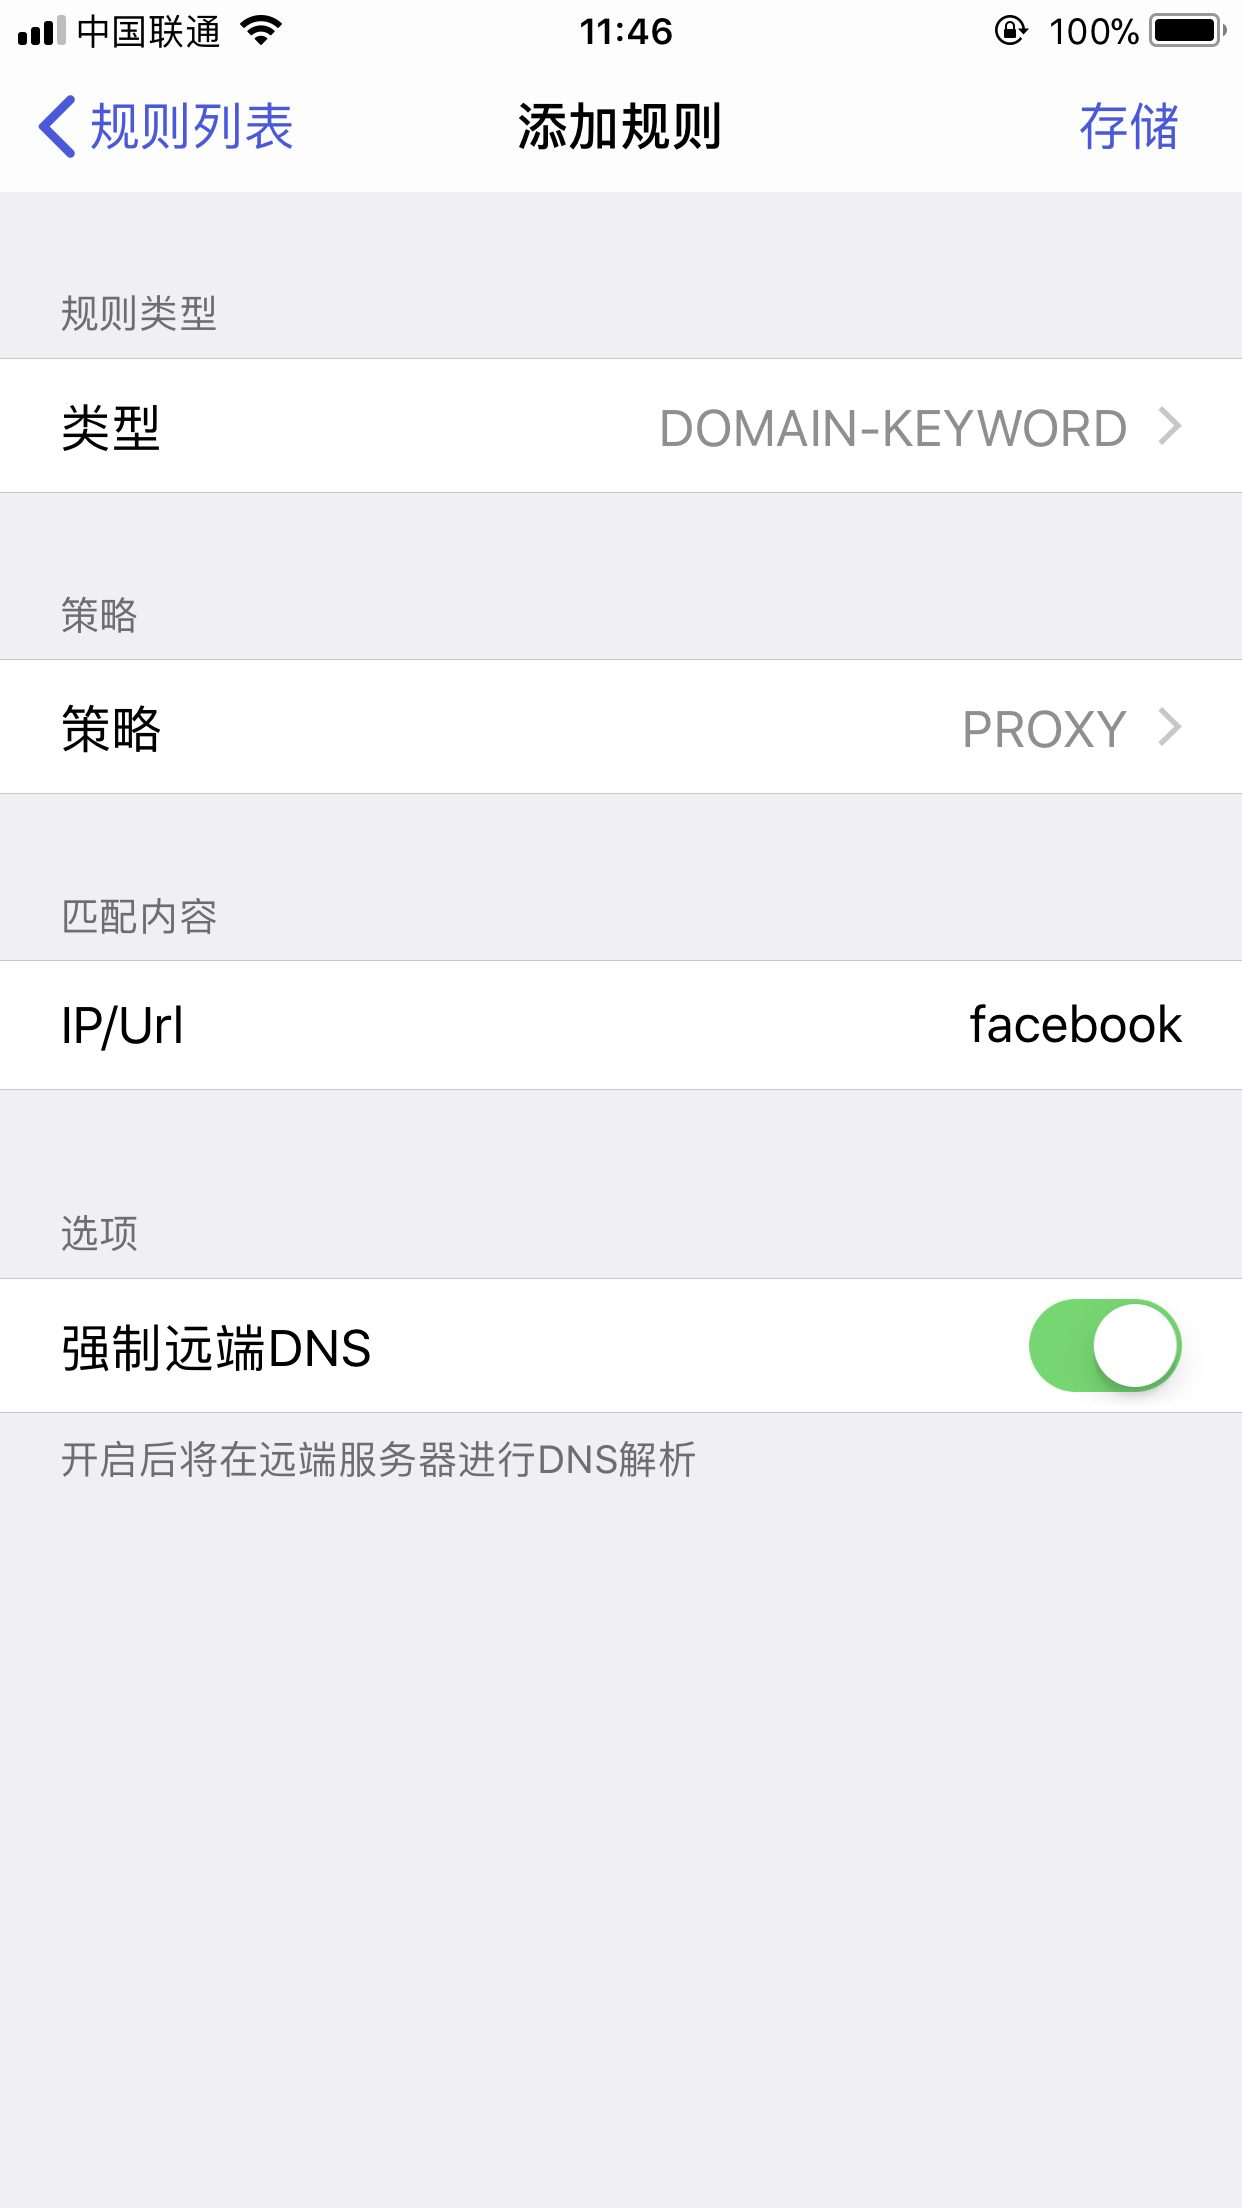 中国联通 11:46 100%
规则列表 添加规则 存储
规则类型
类型 DOMAIN-KEYWORD
策略
策略 PROXY
匹配内容
IP/Url facebook
选项
强制远端DNS
开启后将在远端服务器进行DNS解析